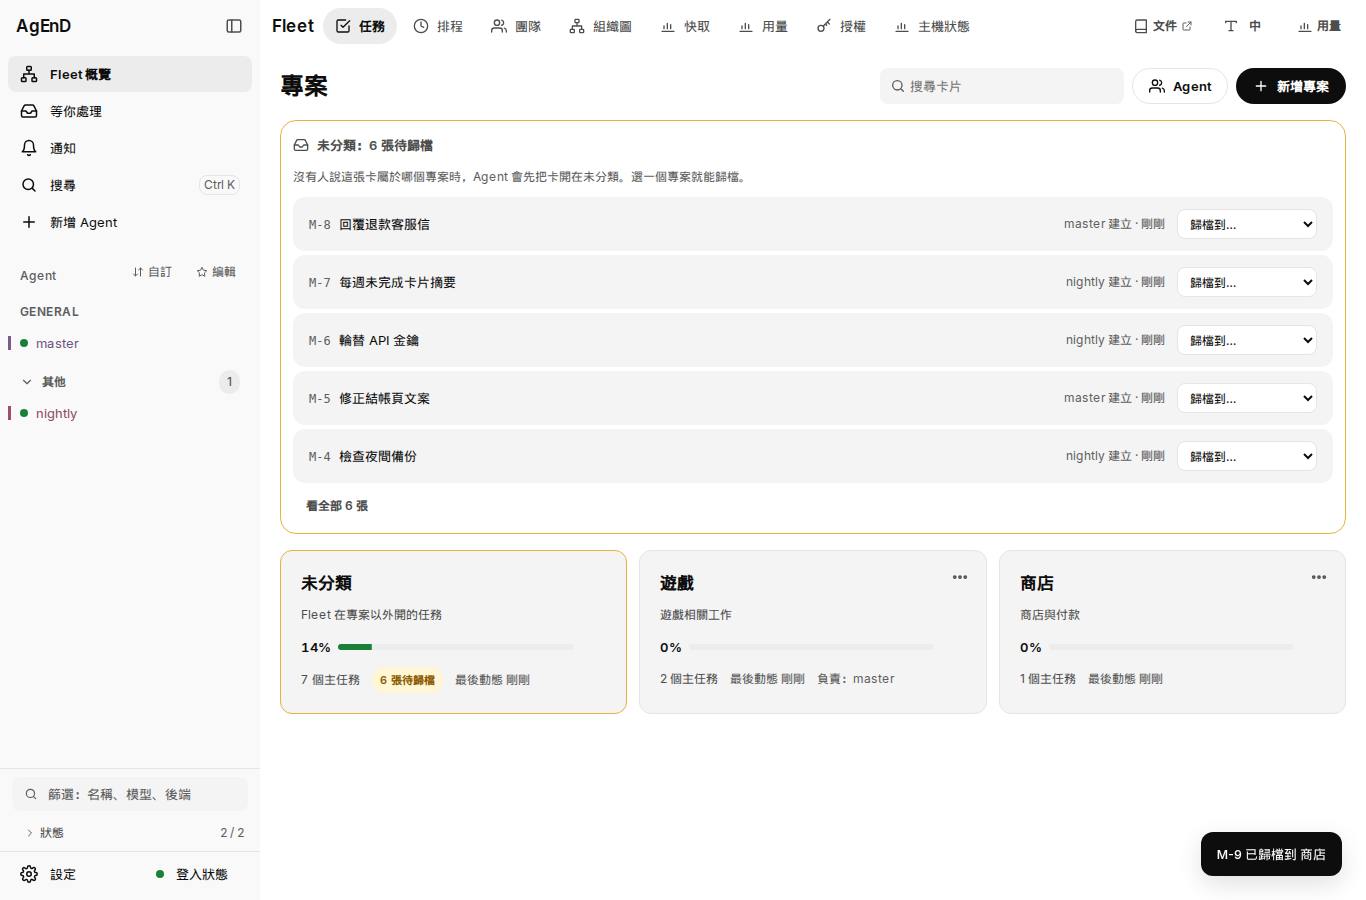 AgEnD
Fleet 概覽
等你處理
通知
搜尋 Ctrl K
新增 Agent
Agent 自訂 編輯
GENERAL
master
其他 1
nightly
篩選：名稱、模型、後端
狀態 2 / 2
設定 登入狀態
Fleet 任務 排程 團隊 組織圖 快取 用量 授權 主機狀態 文件 中 用量
專案 搜尋卡片 Agent 新增專案
未分類：6 張待歸檔
沒有人說這張卡屬於哪個專案時，Agent 會先把卡開在未分類。選一個專案就能歸檔。
M-8 回覆退款客服信 master 建立 · 剛剛 歸檔到...
M-7 每週未完成卡片摘要 nightly 建立 · 剛剛 歸檔到...
M-6 輪替 API 金鑰 nightly 建立 · 剛剛 歸檔到...
M-5 修正結帳頁文案 master 建立 · 剛剛 歸檔到...
M-4 檢查夜間備份 nightly 建立 · 剛剛 歸檔到...
看全部 6 張
未分類
Fleet 在專案以外開的任務
14%
7 個主任務 6 張待歸檔 最後動態 剛剛
遊戲
遊戲相關工作
0%
2 個主任務 最後動態 剛剛 負責：master
商店
商店與付款
0%
1 個主任務 最後動態 剛剛
M-9 已歸檔到 商店